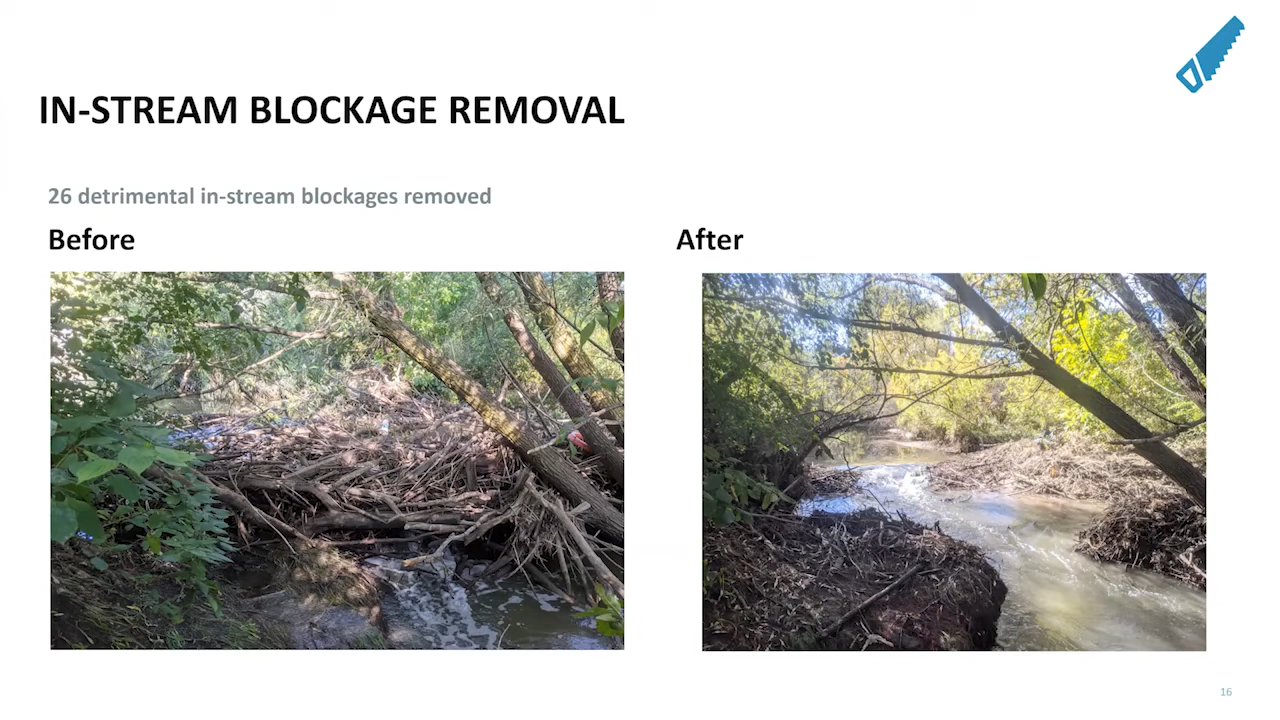 IN-STREAM BLOCKAGE REMOVAL
26 detrimental in-stream blockages removed
Before
After
16